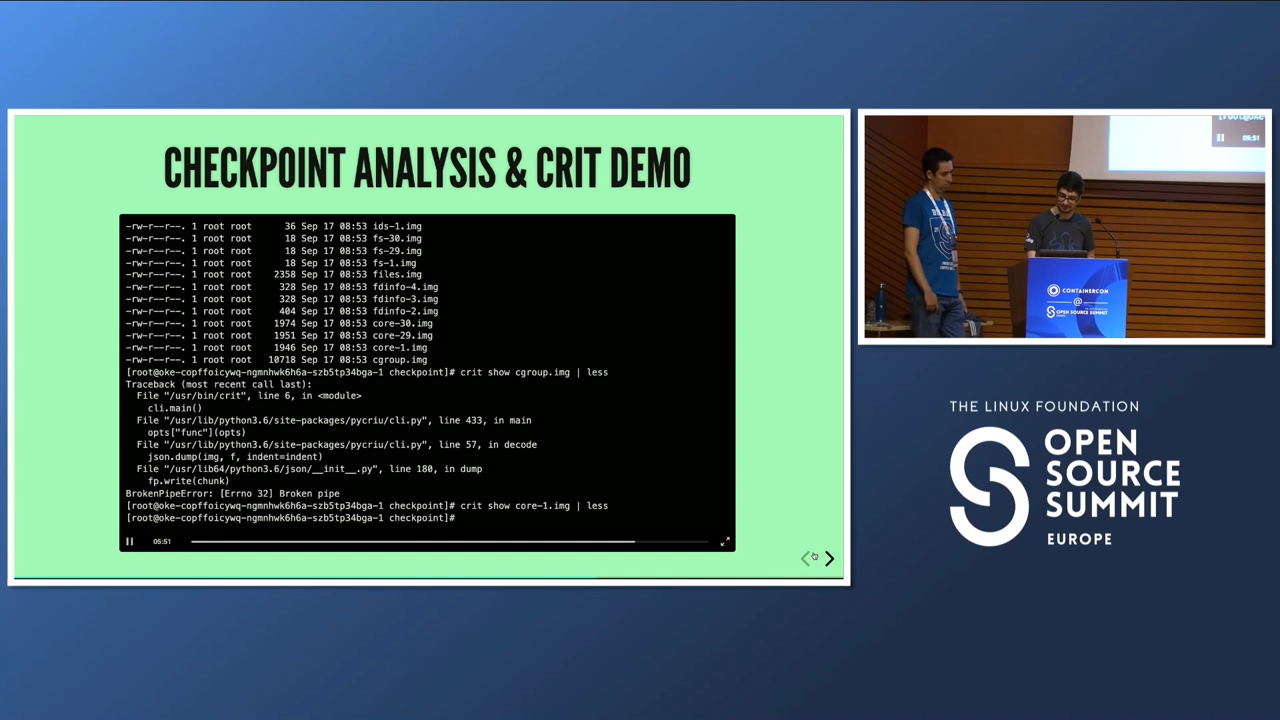 CHECKPOINT ANALYSIS & CRIT DEMO
-rw-r--r--. 1 root root 36 Sep 17 08:53 ids-1.img
-rw-r--r--. 1 root root 18 Sep 17 08:53 fs-30.img
-rw-r--r--. 1 root root 18 Sep 17 08:53 fs-29.img
-rw-r--r--. 1 root root 18 Sep 17 08:53 fs-1.img
-rw-r--r--. 1 root root 2358 Sep 17 08:53 files.img
-rw-r--r--. 1 root root 328 Sep 17 08:53 fdinfo-4.img
-rw-r--r--. 1 root root 328 Sep 17 08:53 fdinfo-3.img
-rw-r--r--. 1 root root 404 Sep 17 08:53 fdinfo-2.img
-rw-r--r--. 1 root root 1974 Sep 17 08:53 core-30.img
-rw-r--r--. 1 root root 1951 Sep 17 08:53 core-29.img
-rw-r--r--. 1 root root 1946 Sep 17 08:53 core-1.img
-rw-r--r--. 1 root root 10718 Sep 17 08:53 cgroup.img
[root@oke-copffoicywq-ngmnhwk6h6a-szb5tp34bga-1 checkpoint]# crit show cgroup.img | less
Traceback (most recent call last):
File "/usr/bin/crit", line 6, in <module>
cli.main()
File "/usr/lib/python3.6/site-packages/pycriu/cli.py", line 433, in main
opts["func"](opts)
File "/usr/lib/python3.6/site-packages/pycriu/cli.py", line 57, in decode
json.dump(img, f, indent=indent)
File "/usr/lib64/python3.6/json/__init__.py", line 180, in dump
fp.write(chunk)
BrokenPipeError: [Errno 32] Broken pipe
[root@oke-copffoicywq-ngmnhwk6h6a-szb5tp34bga-1 checkpoint]# crit show core-1.img | less
[root@oke-copffoicywq-ngmnhwk6h6a-szb5tp34bga-1 checkpoint]#
05:51
05:51
CONTAINERCON
@
OPEN SOURCE SUMMIT
THE LINUX FOUNDATION
OPEN
SOURCE
SUMMIT
EUROPE